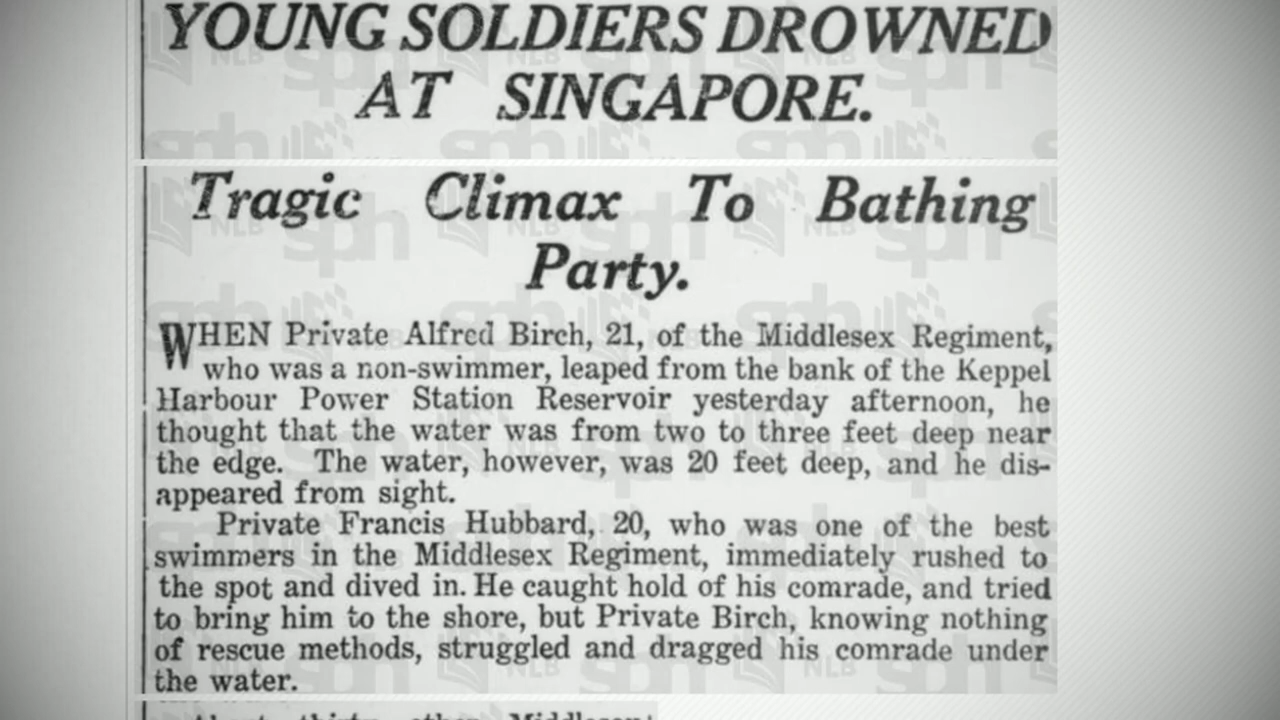 YOUNG SOLDIERS DROWNED
AT SINGAPORE.
Tragic Climax To Bathing
Party.
WHEN Private Alfred Birch, 21, of the Middlesex Regiment,
who was a non-swimmer, leaped from the bank of the Keppel
Harbour Power Station Reservoir yesterday afternoon, he
thought that the water was from two to three feet deep near
the edge. The water, however, was 20 feet deep, and he dis-
appeared from sight.
Private Francis Hubbard, 20, who was one of the best
swimmers in the Middlesex Regiment, immediately rushed to
the spot and dived in. He caught hold of his comrade, and tried
to bring him to the shore, but Private Birch, knowing nothing
of rescue methods, struggled and dragged his comrade under
the water.